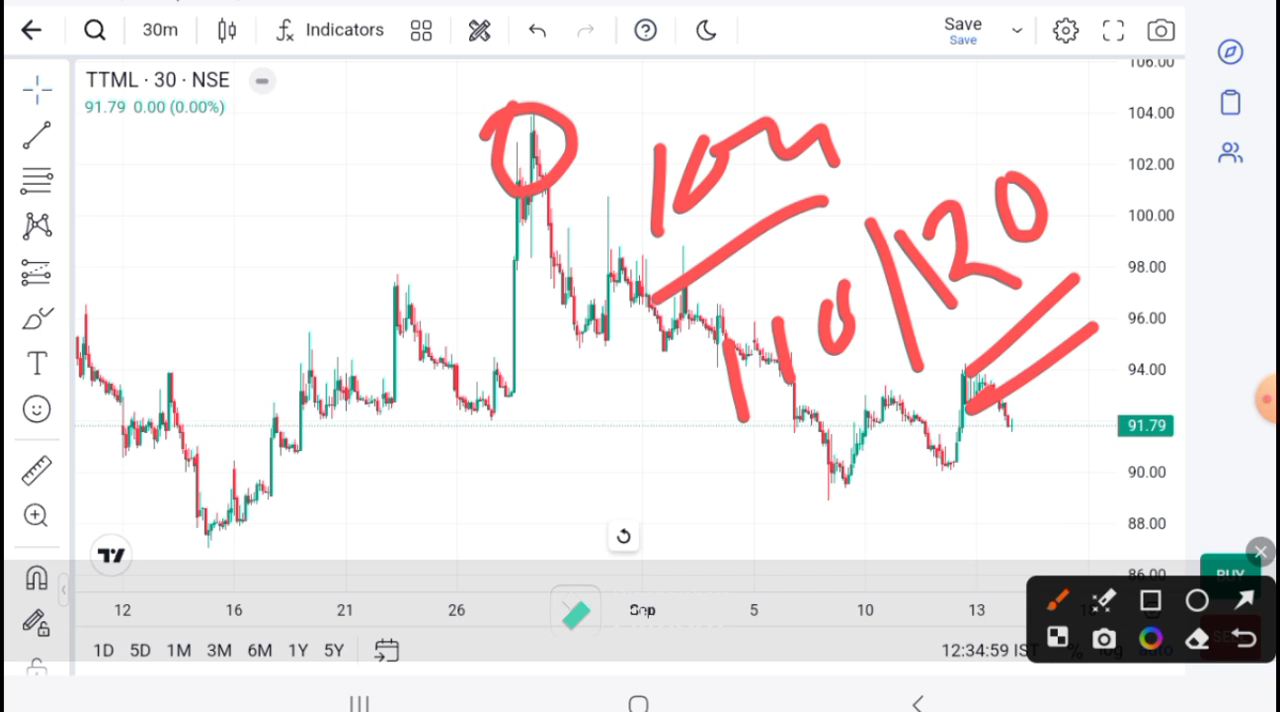 30m Indicators Save
Save
TTML · 30 · NSE
91.79 0.00 (0.00%)
106.00
104.00
102.00
100.00
98.00
96.00
94.00
91.79
90.00
88.00
86.00
104
110/120
BUY
12 16 21 26 Sep 5 10 13
1D 5D 1M 3M 6M 1Y 5Y 12:34:59 IST % log auto